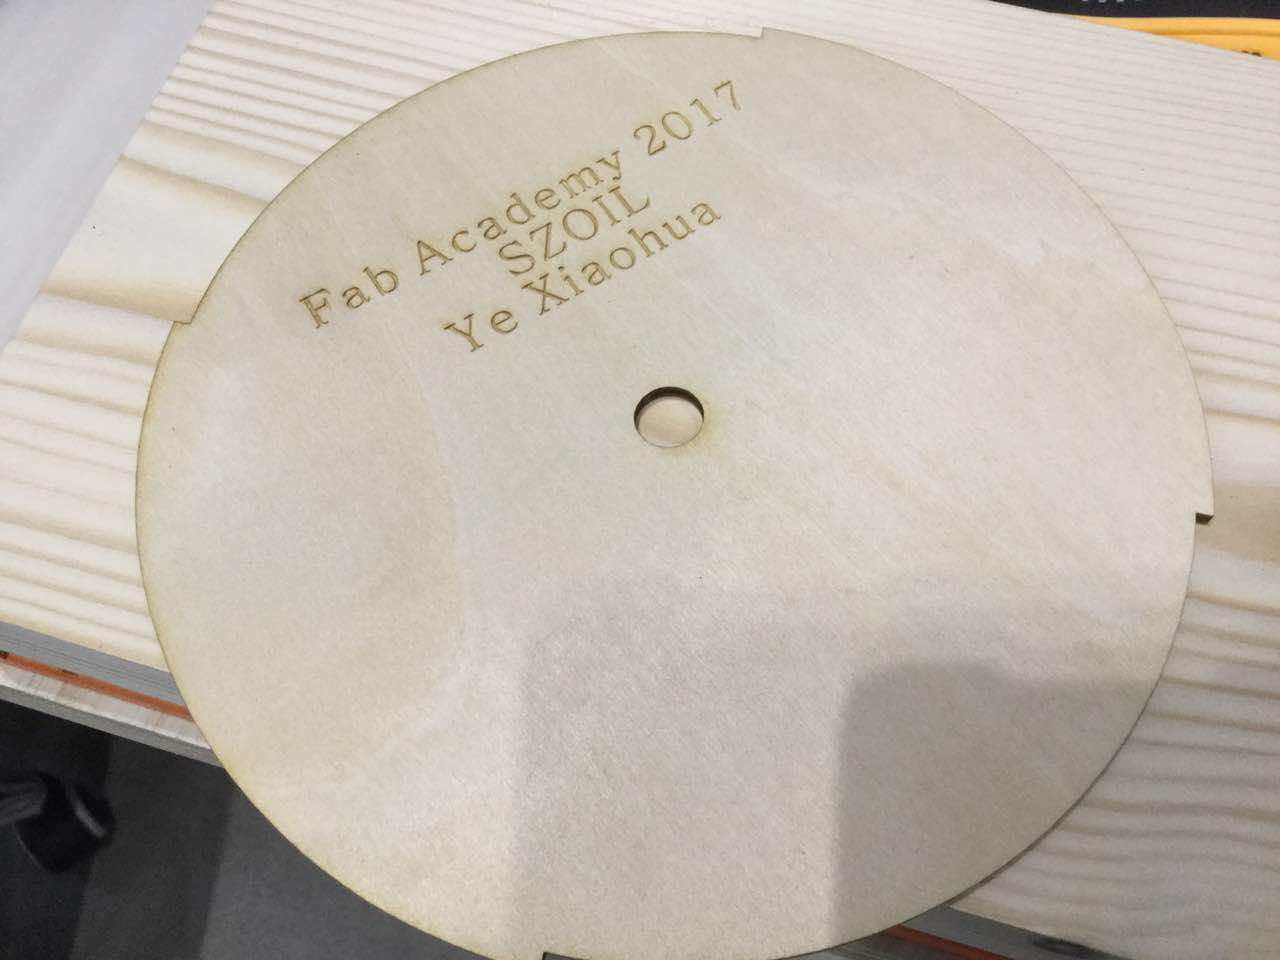 Fab Academy 2017
SZOIL
Ye Xiaohua